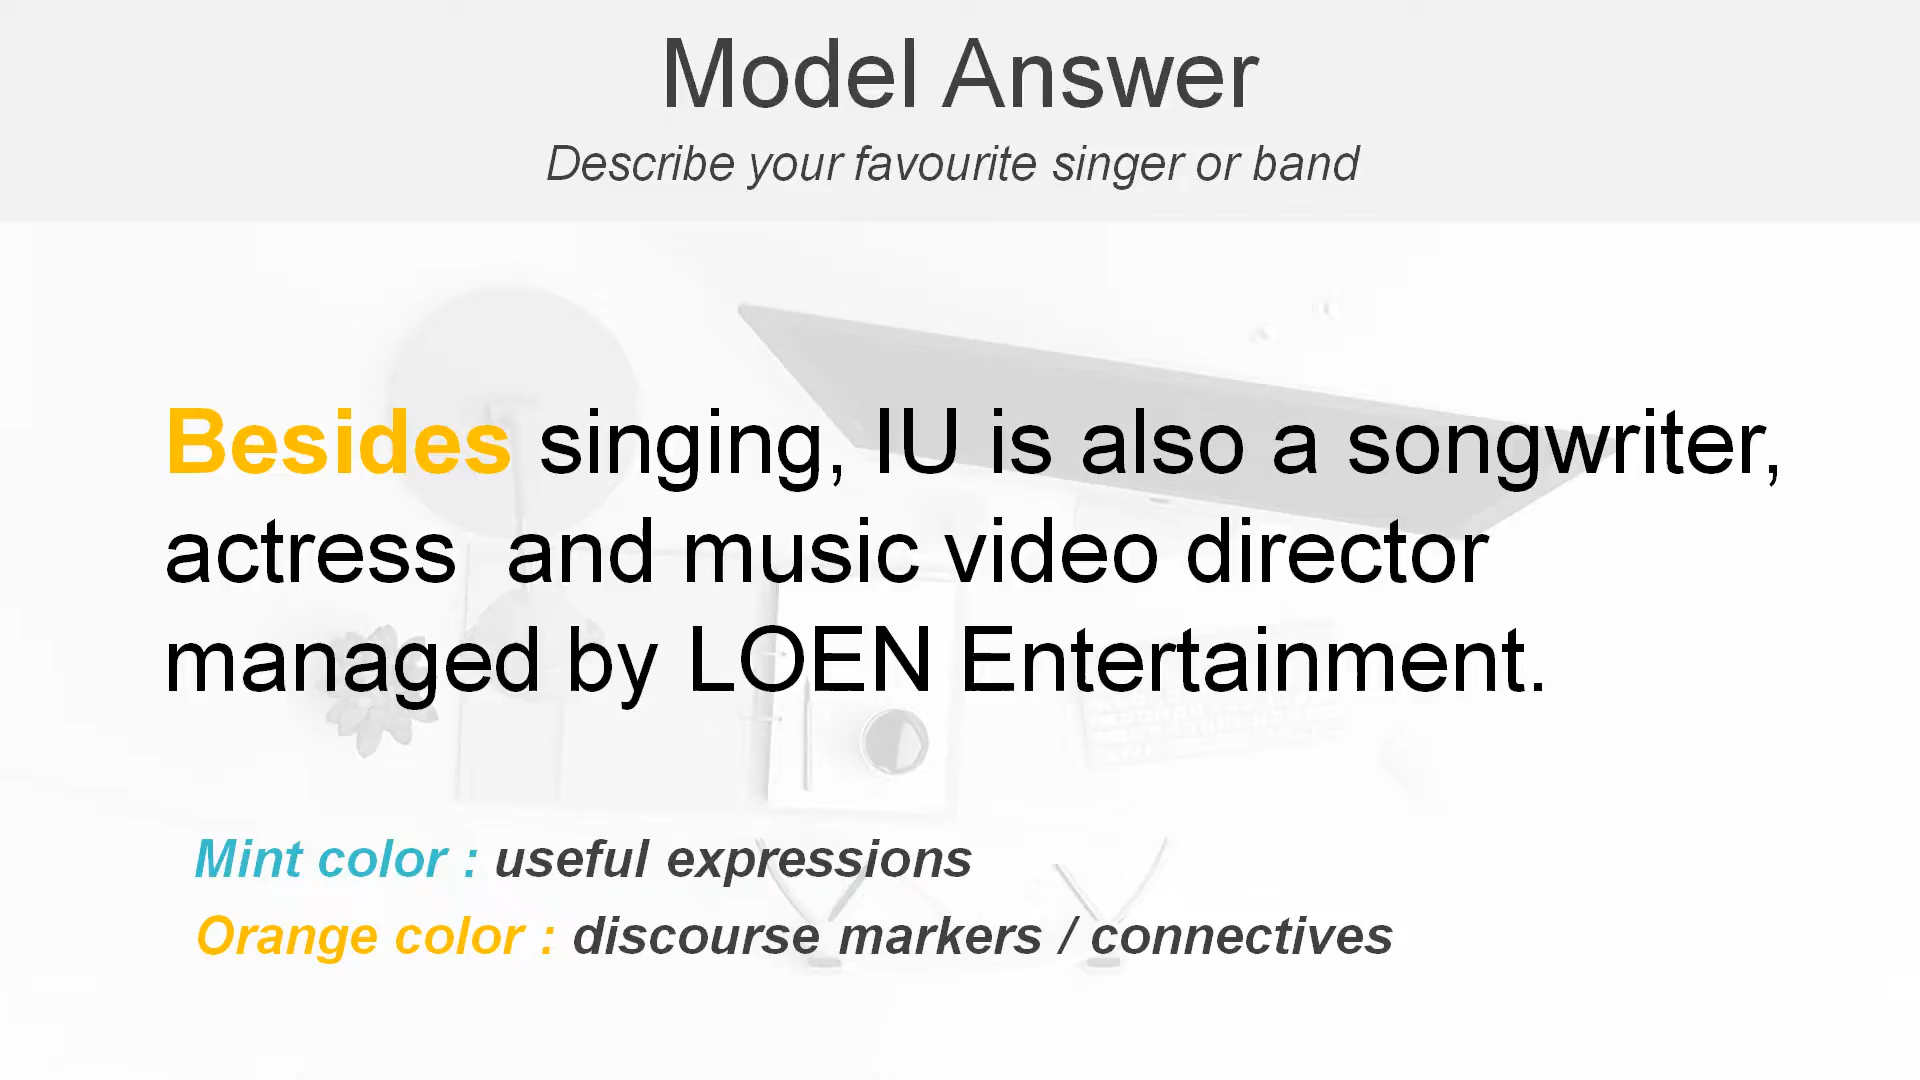 Model Answer
Describe your favourite singer or band
Besides singing, IU is also a songwriter,
actress  and music video director
managed by LOEN Entertainment.
Mint color : useful expressions
Orange color : discourse markers / connectives